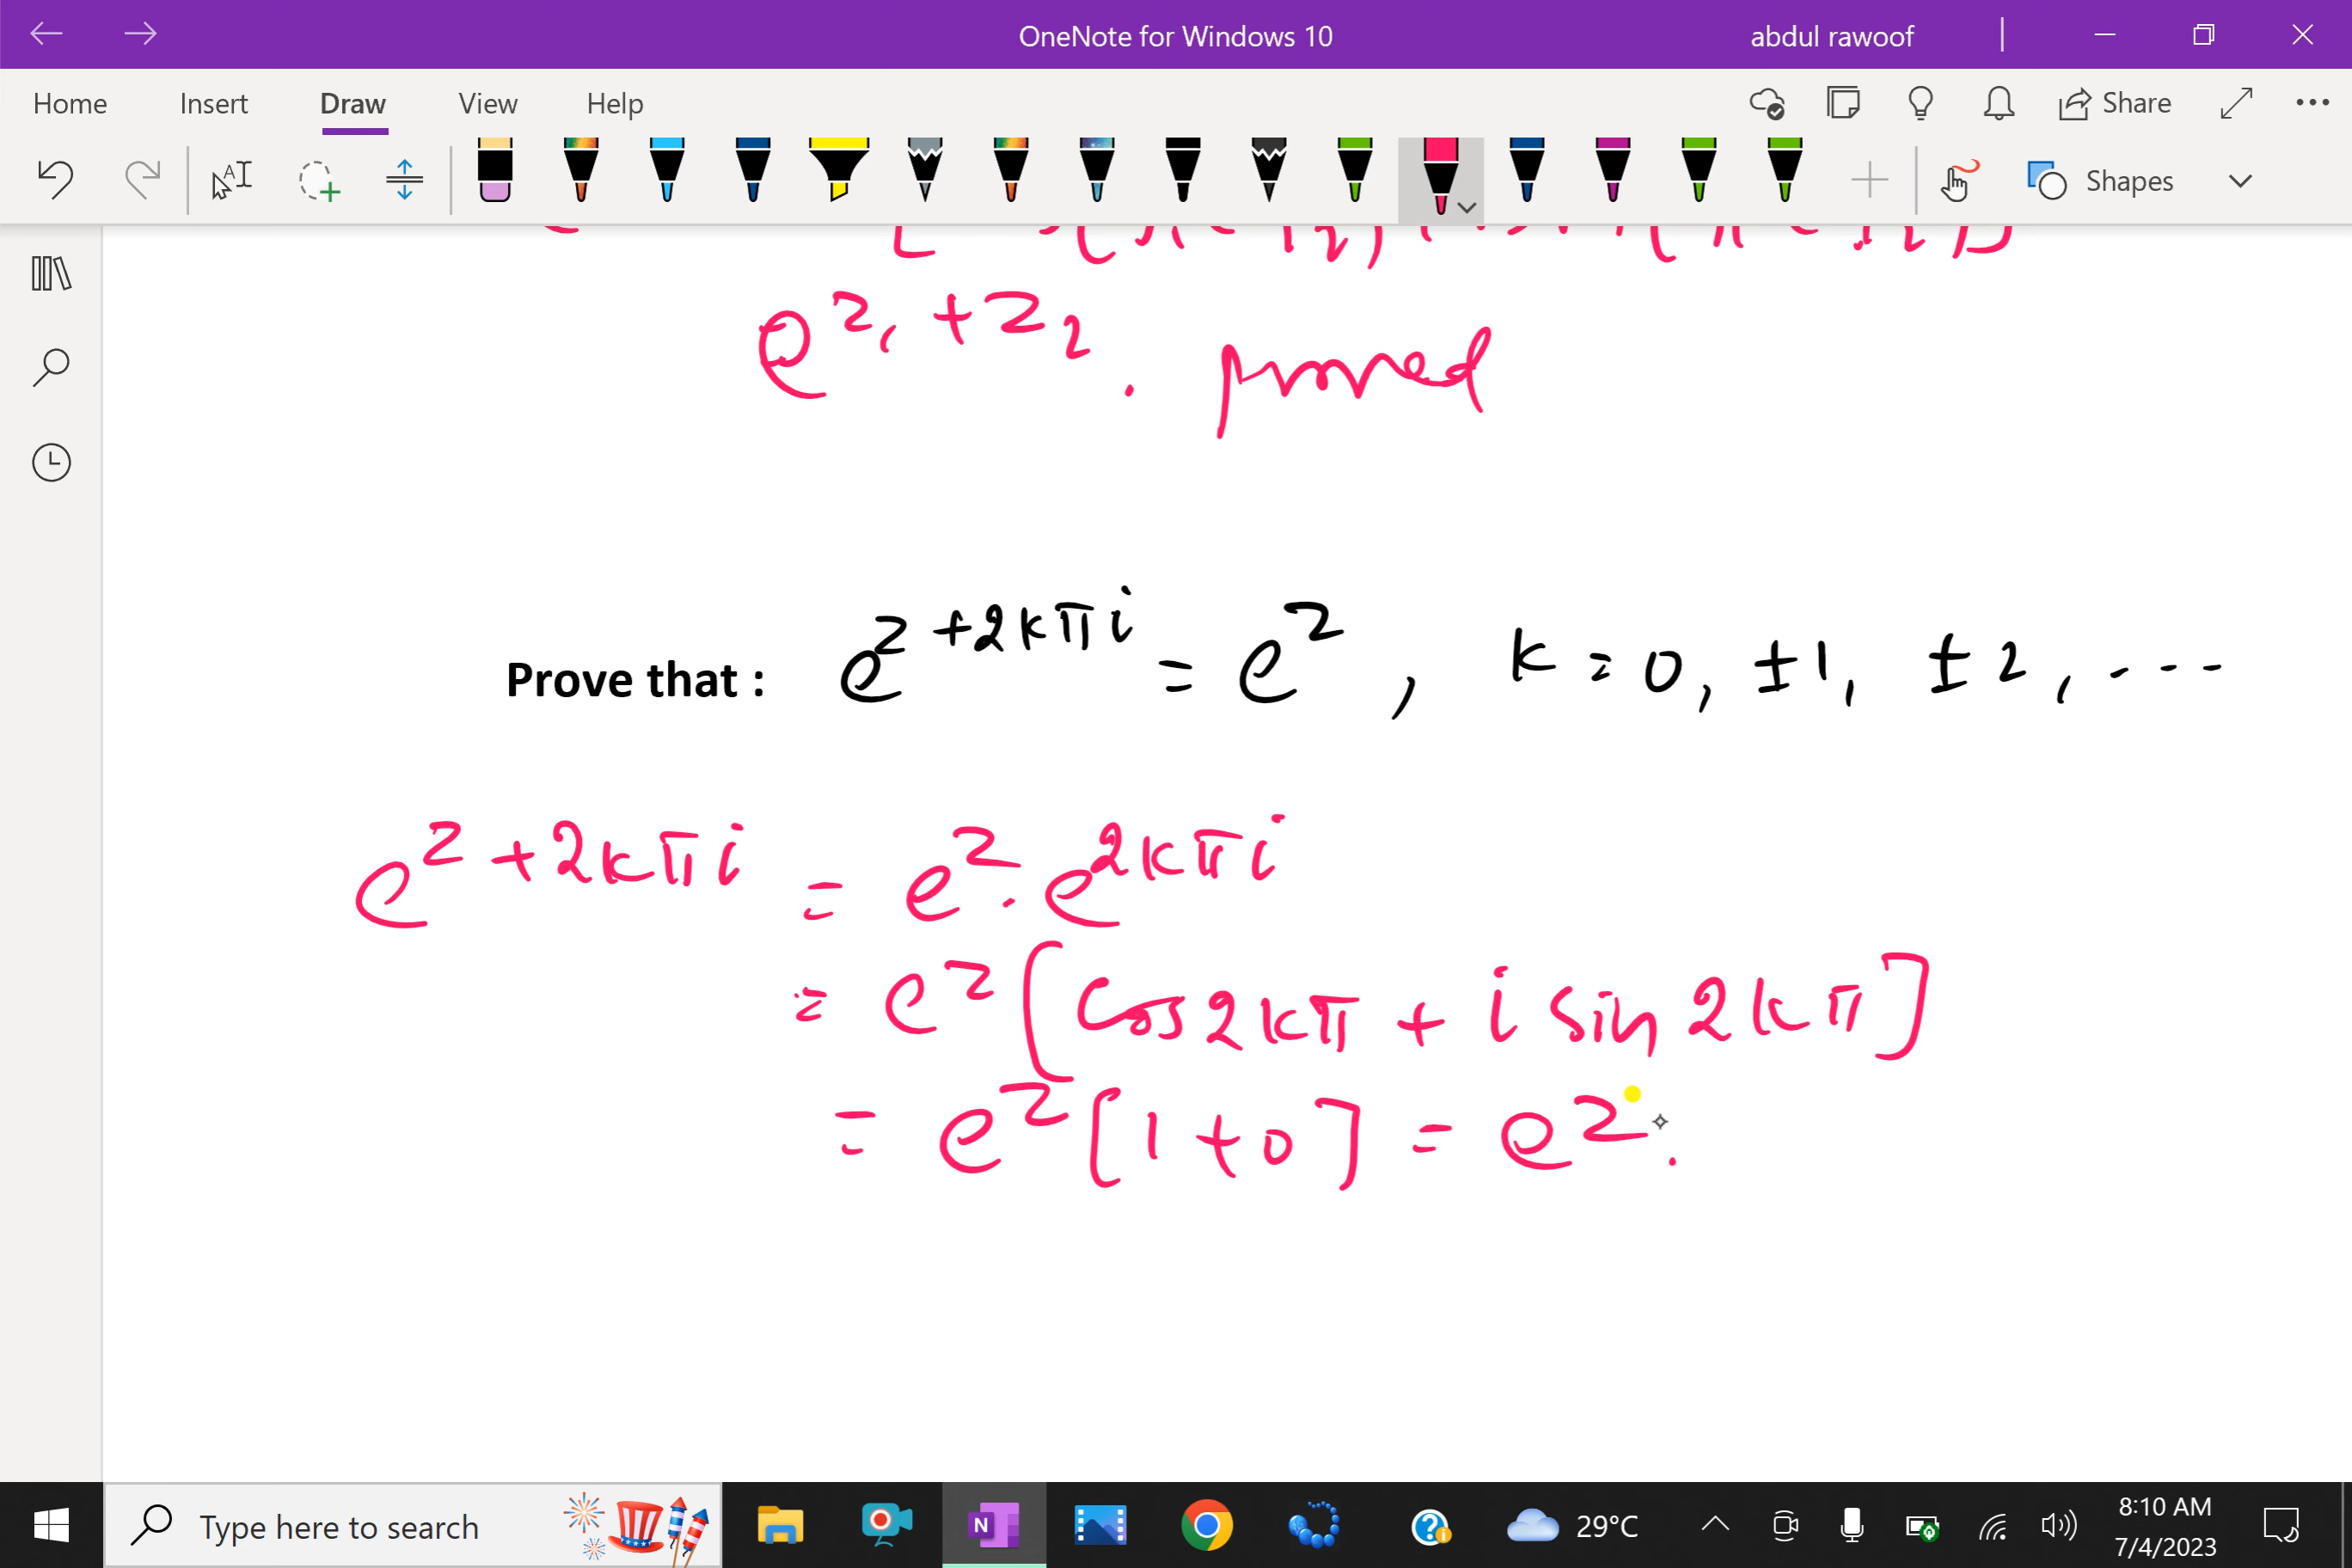 OneNote for Windows 10
abdul rawoof
Home Insert Draw View Help
Share
Shapes
e^{z₁+z₂}. proved
Prove that : e^{z+2kπi} = e^z, k = 0, ±1, ±2, ---
e^{z+2kπi} = e^z . e^{2kπi}
= e^z [Cos 2kπ + i Sin 2kπ]
= e^z [1+0] = e^z.
Type here to search
29°C
8:10 AM
7/4/2023